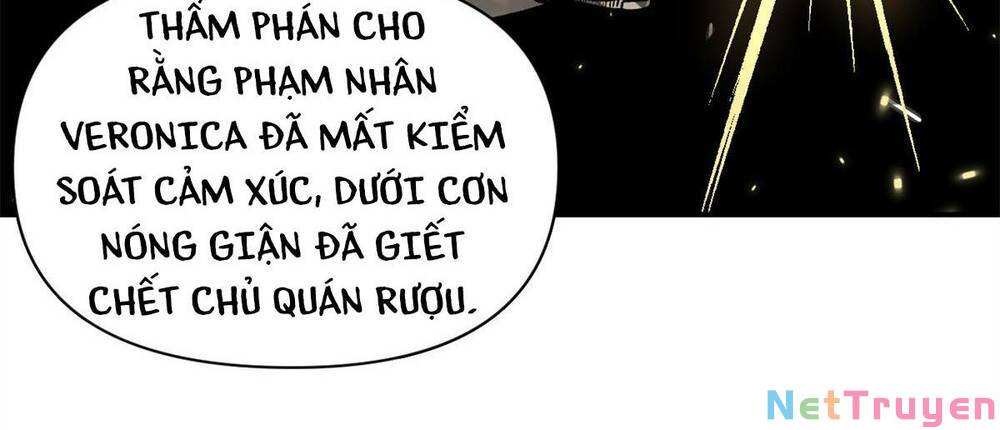 THẨM PHÁN CHO
RẰNG PHẠM NHÂN
VERONICA ĐÃ MẤT KIỂM
SOÁT CẢM XÚC, DƯỚI CƠN
NÓNG GIẬN ĐÃ GIẾT
CHẾT CHỦ QUÁN RƯỢU.
NetTruyen